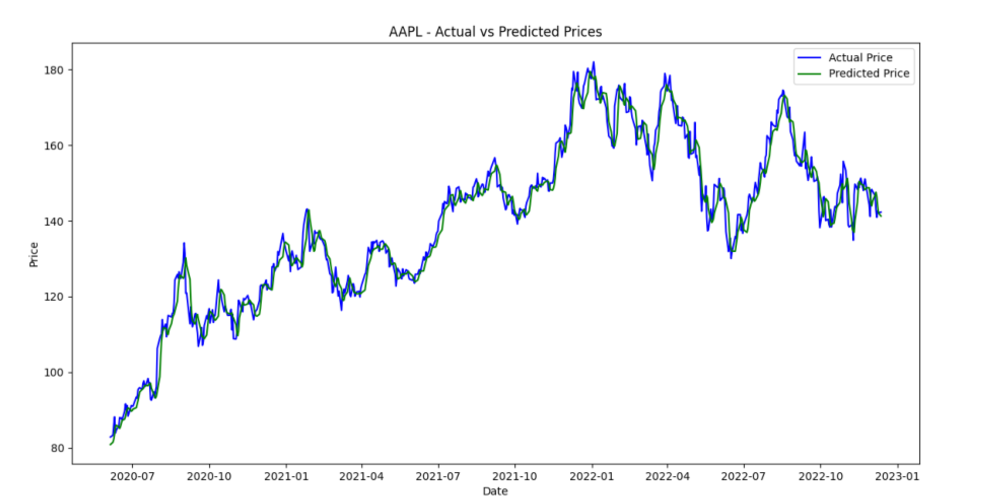 AAPL - Actual vs Predicted Prices
Actual Price
Predicted Price
180
160
140
120
100
80
Price
2020-07 2020-10 2021-01 2021-04 2021-07 2021-10 2022-01 2022-04 2022-07 2022-10 2023-01
Date